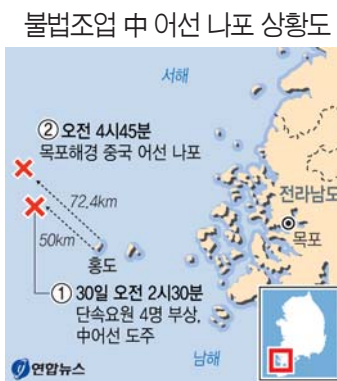 불법조업 中 어선 나포 상황도
서해
② 오전 4시45분
목포해경 중국 어선 나포
72.4km
50km
홍도
전라남도
목포
① 30일 오전 2시30분
단속요원 4명 부상,
中어선 도주
남해
연합뉴스